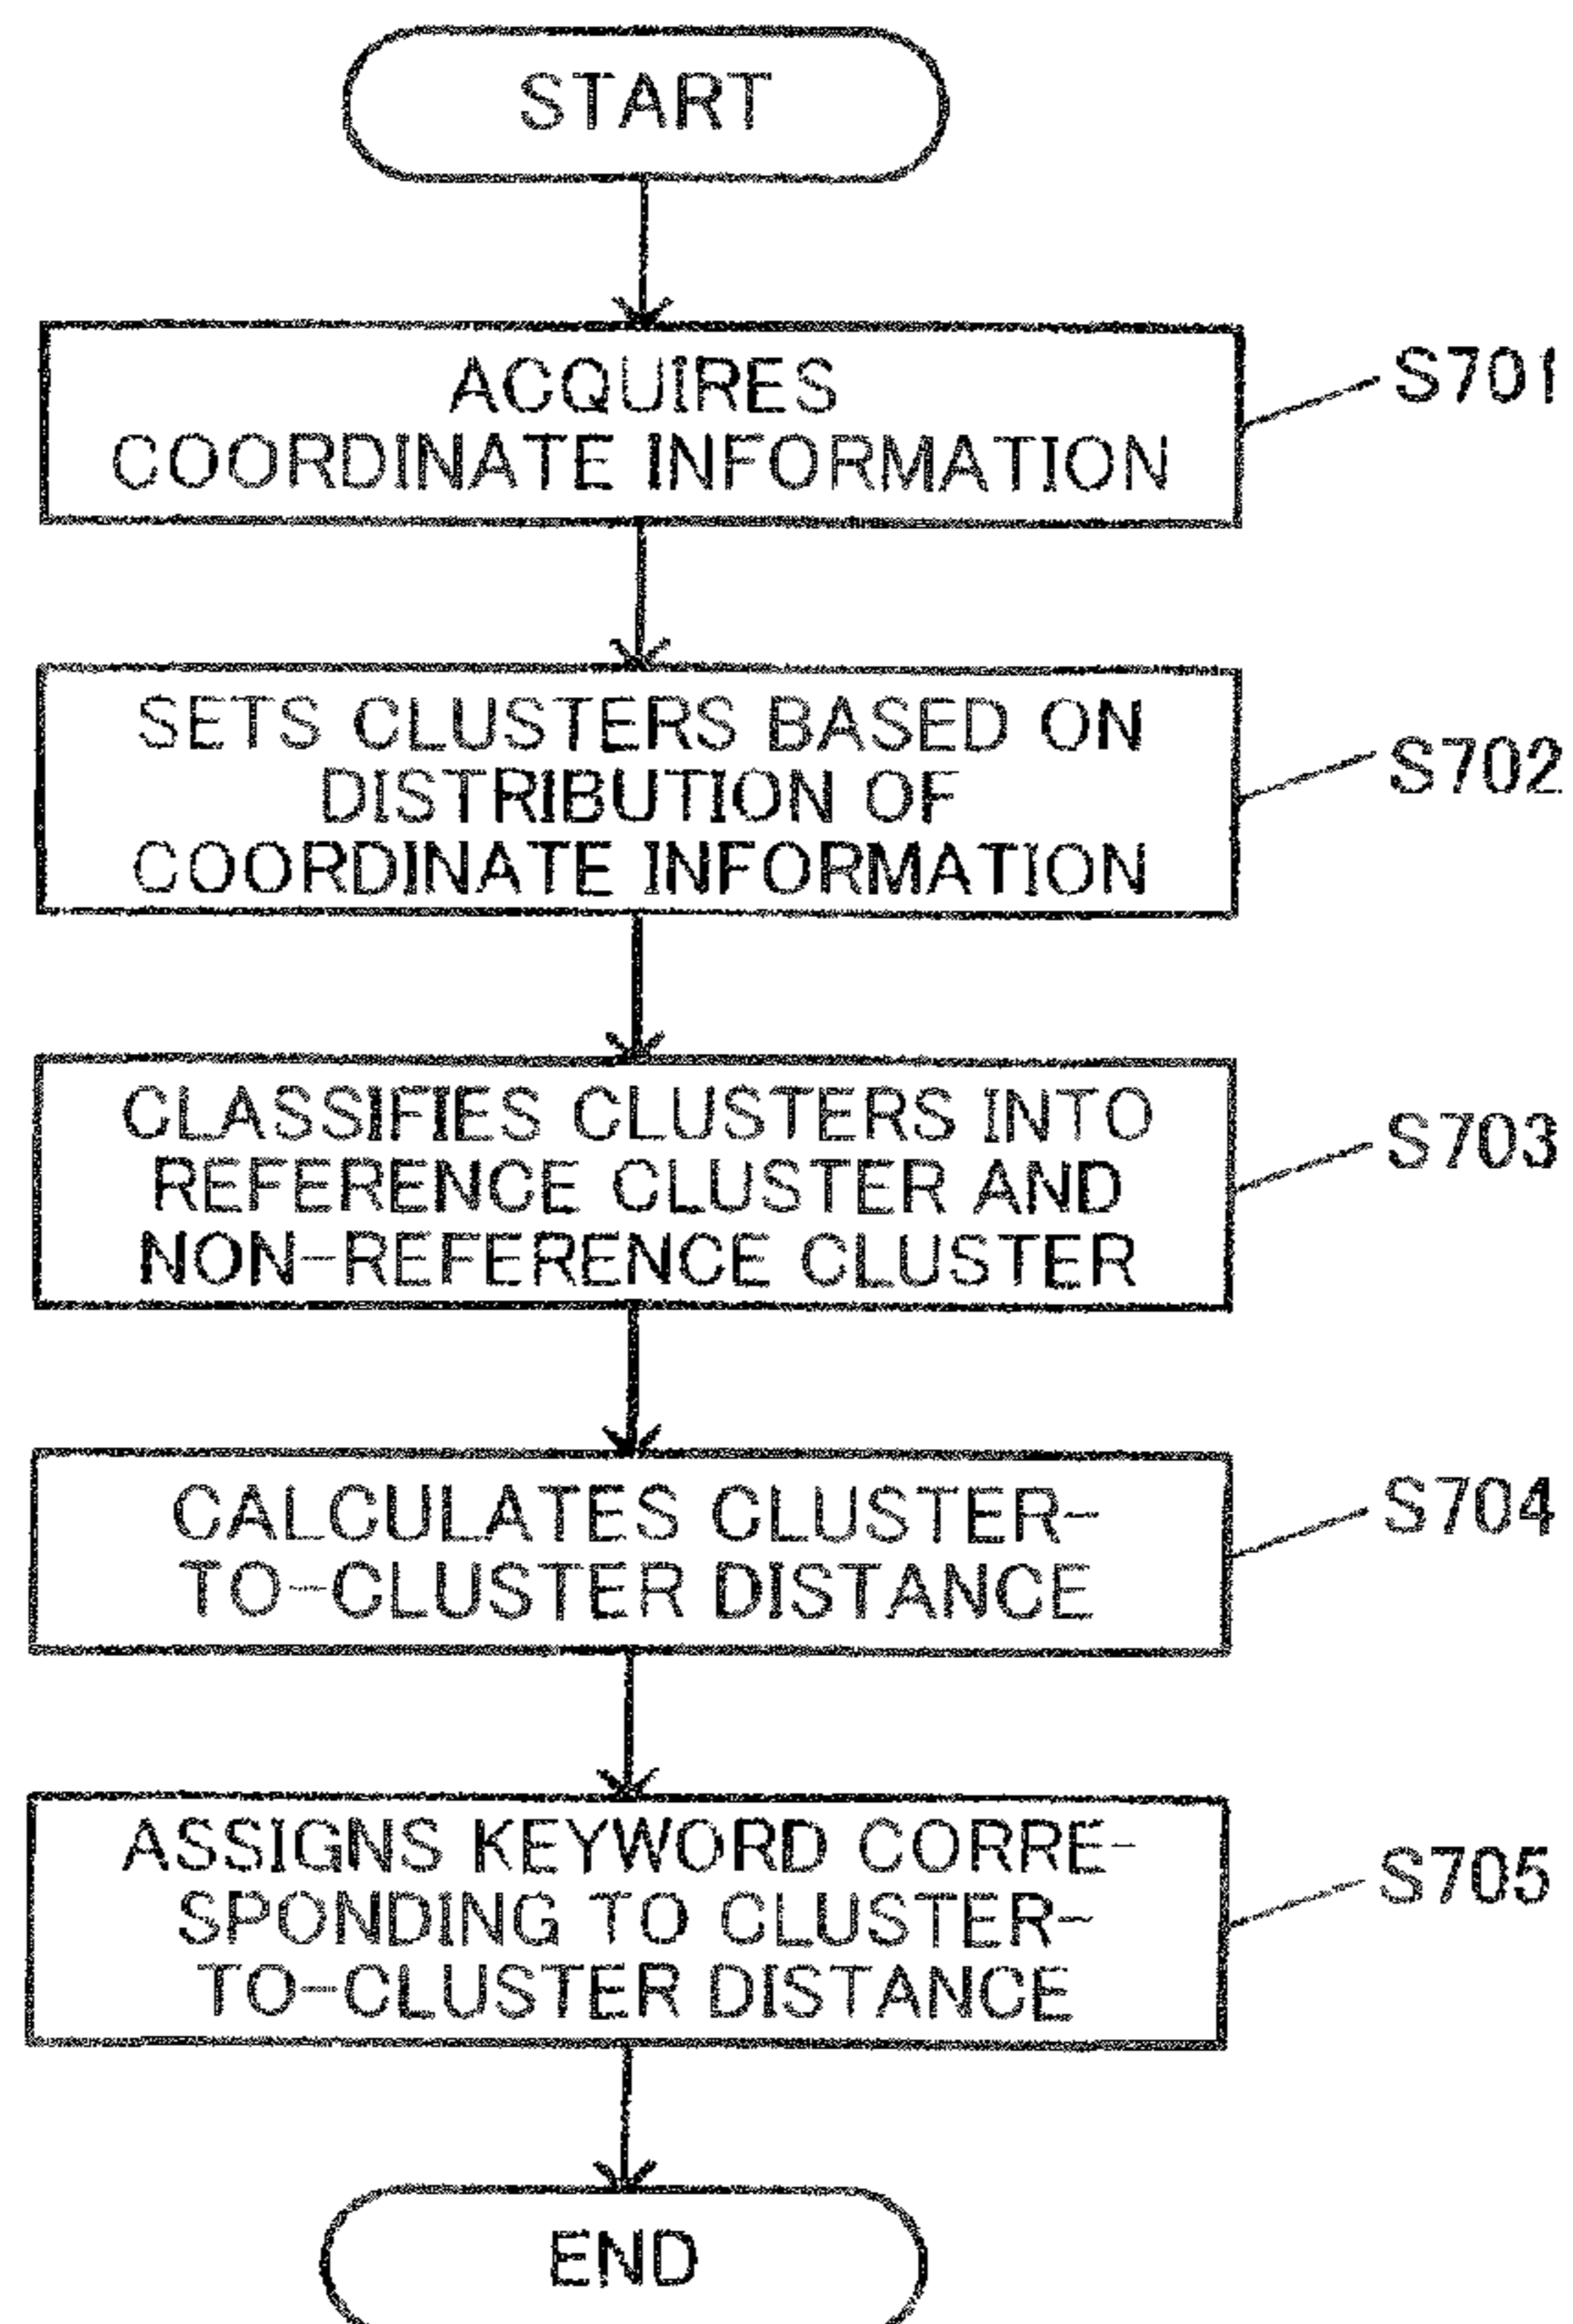 START
ACQUIRES
COORDINATE INFORMATION
S701
SETS CLUSTERS BASED ON
DISTRIBUTION OF
COORDINATE INFORMATION
S702
CLASSIFIES CLUSTERS INTO
REFERENCE CLUSTER AND
NON-REFERENCE CLUSTER
S703
CALCULATES CLUSTER-
TO-CLUSTER DISTANCE
S704
ASSIGNS KEYWORD CORRE-
SPONDING TO CLUSTER-
TO-CLUSTER DISTANCE
S705
END